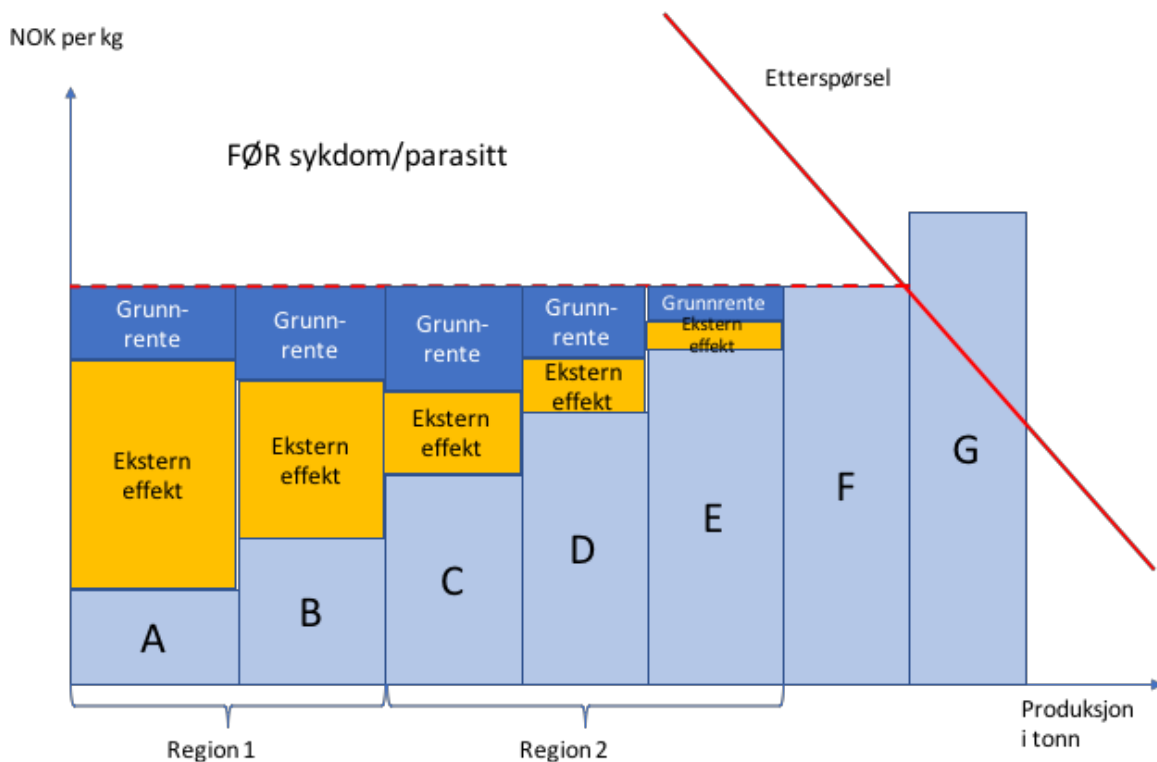 NOK per kg
Etterspørsel
FØR sykdom/parasitt
Grunn-
rente
Grunn-
rente
Grunn-
rente
Grunn-
rente
Grunnrente
Ekstern
effekt
Ekstern
effekt
Ekstern
effekt
Ekstern
effekt
Ekstern
effekt
A
B
C
D
E
F
G
Region 1
Region 2
Produksjon
i tonn